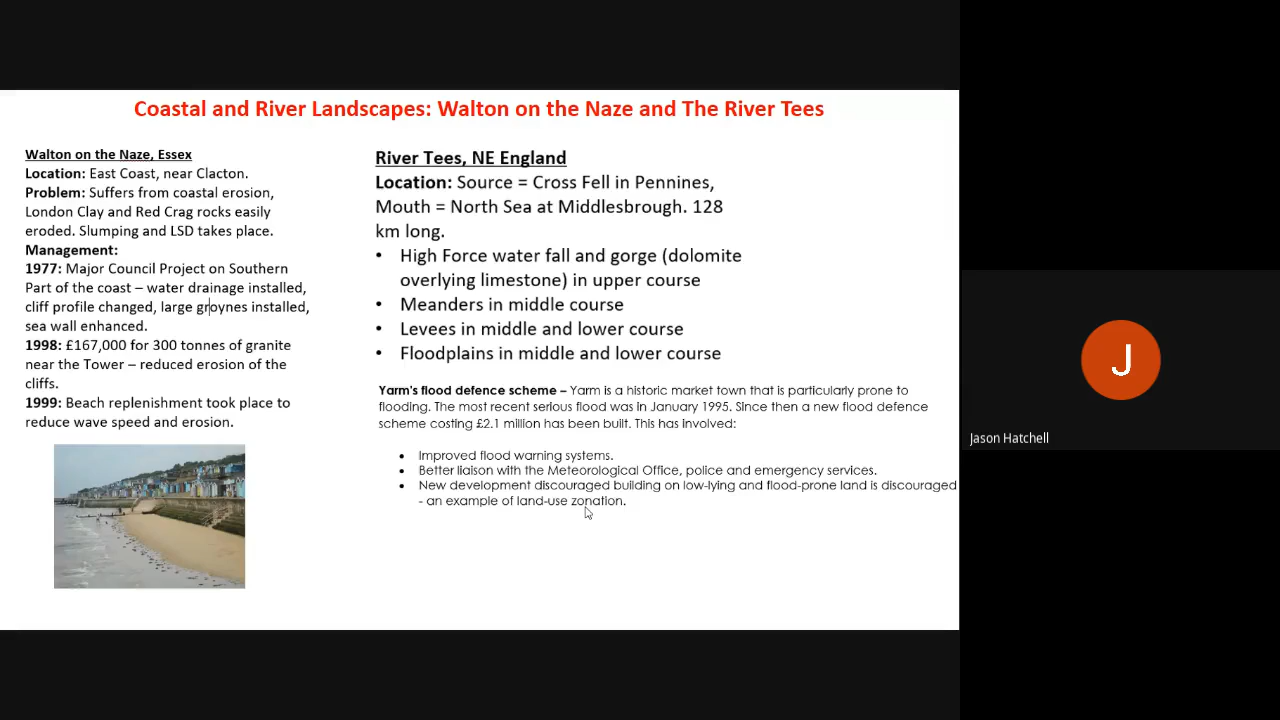 Coastal and River Landscapes: Walton on the Naze and The River Tees
Walton on the Naze, Essex
Location: East Coast, near Clacton.
Problem: Suffers from coastal erosion,
London Clay and Red Crag rocks easily
eroded. Slumping and LSD takes place.
Management:
1977: Major Council Project on Southern
Part of the coast – water drainage installed,
cliff profile changed, large groynes installed,
sea wall enhanced.
1998: £167,000 for 300 tonnes of granite
near the Tower – reduced erosion of the
cliffs.
1999: Beach replenishment took place to
reduce wave speed and erosion.
River Tees, NE England
Location: Source = Cross Fell in Pennines,
Mouth = North Sea at Middlesbrough. 128
km long.
• High Force water fall and gorge (dolomite
overlying limestone) in upper course
• Meanders in middle course
• Levees in middle and lower course
• Floodplains in middle and lower course
Yarm's flood defence scheme – Yarm is a historic market town that is particularly prone to
flooding. The most recent serious flood was in January 1995. Since then a new flood defence
scheme costing £2.1 million has been built. This has involved:
• Improved flood warning systems.
• Better liaison with the Meteorological Office, police and emergency services.
• New development discouraged building on low-lying and flood-prone land is discouraged
- an example of land-use zonation.
J
Jason Hatchell